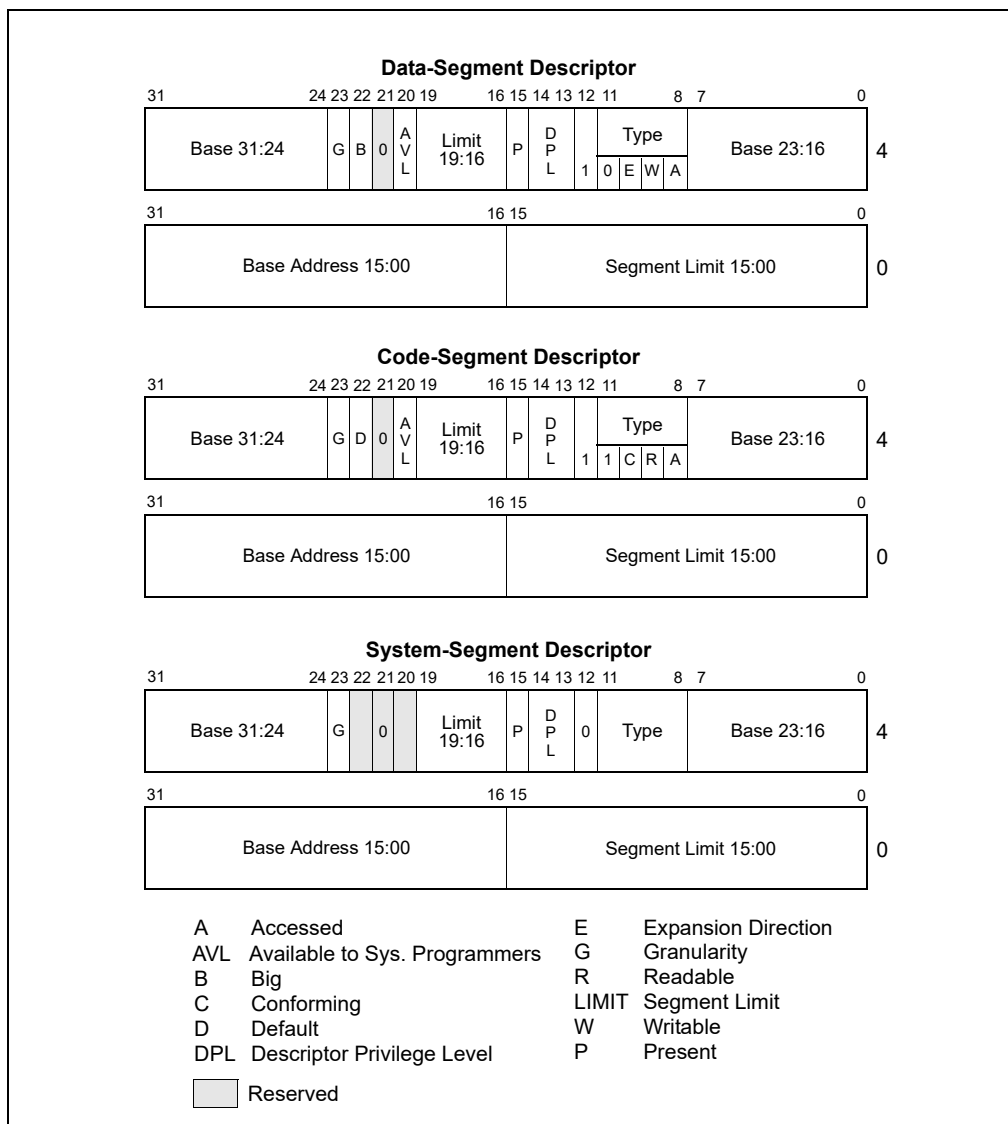 Data-Segment Descriptor
31 24 23 22 21 20 19 16 15 14 13 12 11 8 7 0
Base 31:24 G B 0 AVL Limit 19:16 P DPL 1 Type 0 E W A Base 23:16 4
31 16 15 0
Base Address 15:00 Segment Limit 15:00 0
Code-Segment Descriptor
31 24 23 22 21 20 19 16 15 14 13 12 11 8 7 0
Base 31:24 G D 0 AVL Limit 19:16 P DPL 1 Type 1 C R A Base 23:16 4
31 16 15 0
Base Address 15:00 Segment Limit 15:00 0
System-Segment Descriptor
31 24 23 22 21 20 19 16 15 14 13 12 11 8 7 0
Base 31:24 G 0 Limit 19:16 P DPL 0 Type Base 23:16 4
31 16 15 0
Base Address 15:00 Segment Limit 15:00 0
A Accessed
AVL Available to Sys. Programmers
B Big
C Conforming
D Default
DPL Descriptor Privilege Level
Reserved
E Expansion Direction
G Granularity
R Readable
LIMIT Segment Limit
W Writable
P Present